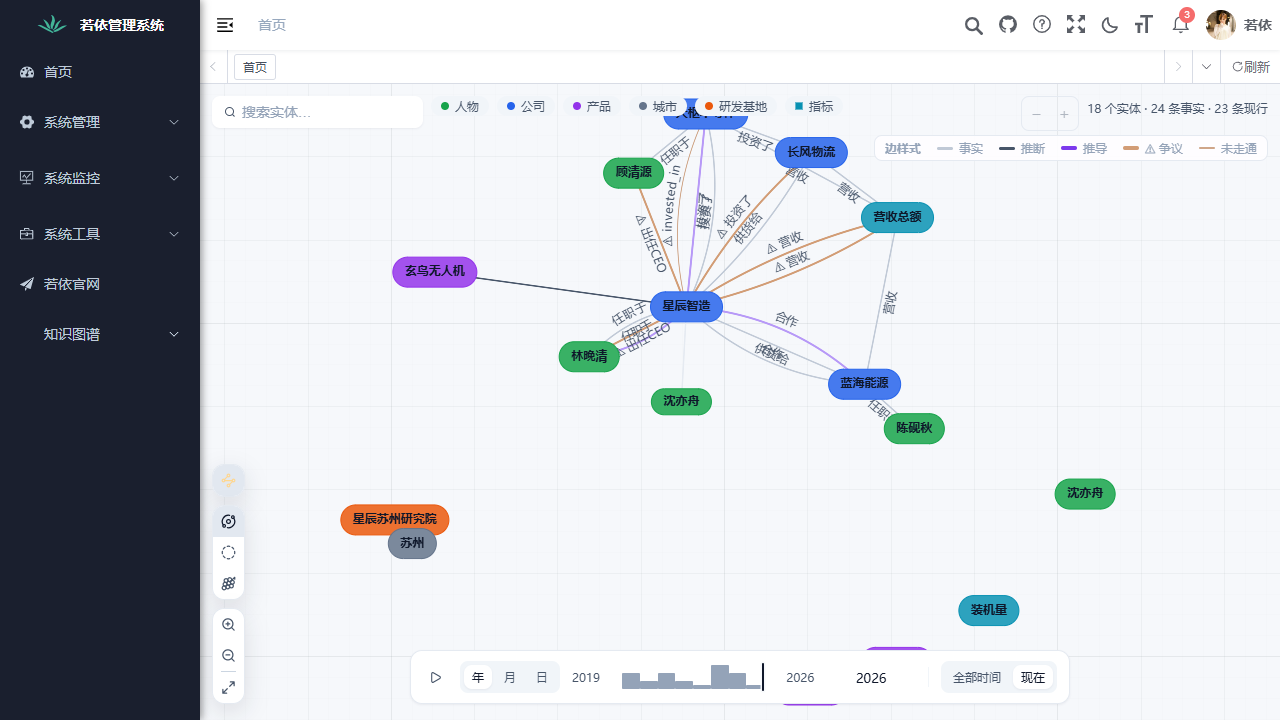 若依管理系统
首页
3
若依
首页
系统管理
系统监控
系统工具
若依官网
知识图谱
首页
刷新
搜索实体...
人物
公司
产品
城市
研发基地
指标
18 个实体 · 24 条事实 · 23 条现行
边样式
事实
推断
推导
⚠ 争议
未走通
长风物流
顾清源
任职于
投资了
营收
营收
营收总额
⚠ invested_in
投资了
⚠ 投资了
供货给
⚠ 出任CEO
⚠ 营收
⚠ 营收
玄鸟无人机
星辰智造
营收
任职于
任职于
出任CEO
合作
林晚清
蓝海能源
沈亦舟
陈砚秋
沈亦舟
星辰苏州研究院
苏州
装机量
年
月
日
2019
2026
2026
全部时间
现在